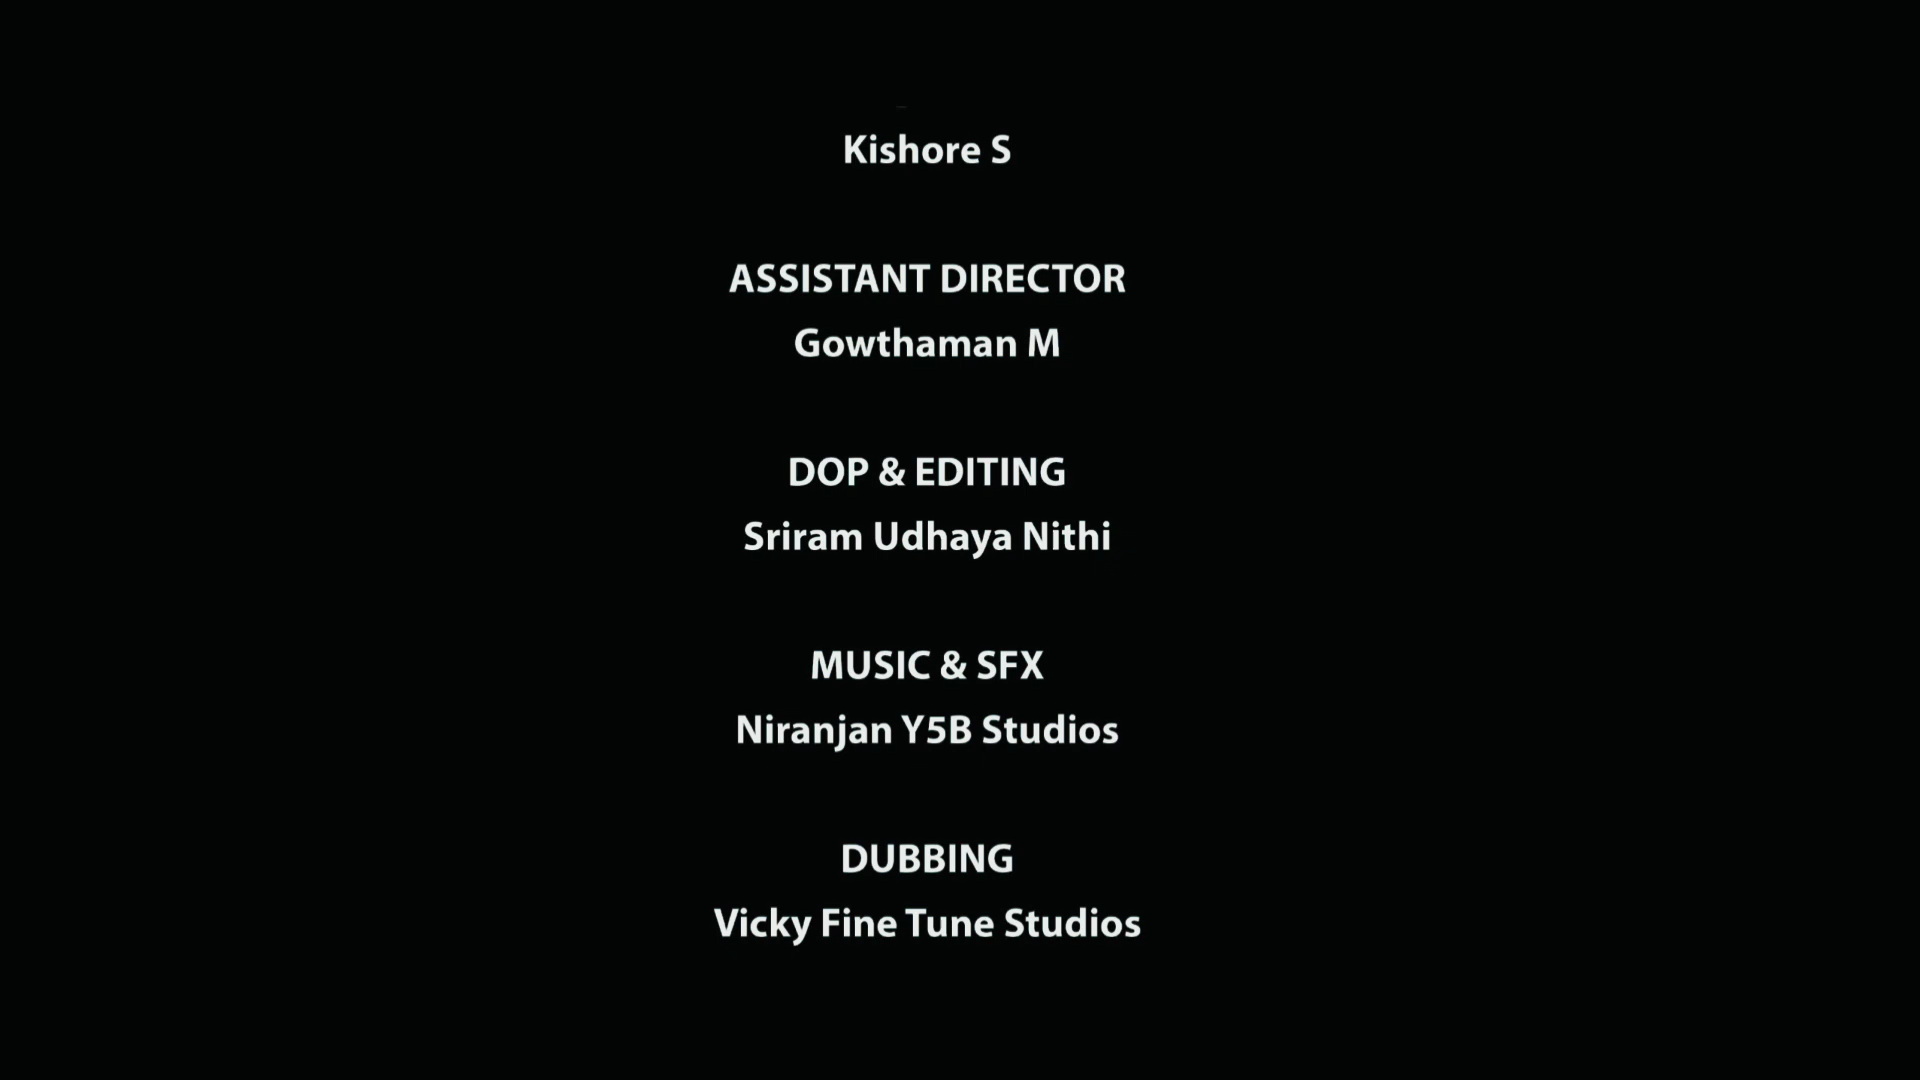 Kishore S
ASSISTANT DIRECTOR
Gowthaman M
DOP & EDITING
Sriram Udhaya Nithi
MUSIC & SFX
Niranjan Y5B Studios
DUBBING
Vicky Fine Tune Studios